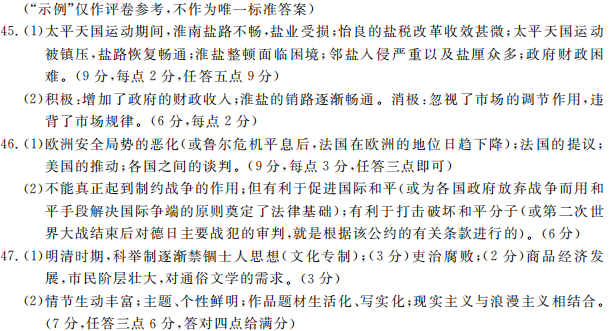 (“示例”仅作评卷参考,不作为唯一标准答案)
45. (1)太平天国运动期间,淮南盐路不畅,盐业受损;怡良的盐税改革收效甚微;太平天国运动
被镇压,盐路恢复畅通;淮盐整顿面临困境;邻盐入侵严重以及盐厘众多;政府财政困
难。(9分,每点2分,任答五点9分)
(2)积极:增加了政府的财政收入;淮盐的销路逐渐畅通。消极:忽视了市场的调节作用,违
背了市场规律。(6分,每点2分)
46. (1)欧洲安全局势的恶化(或鲁尔危机平息后,法国在欧洲的地位日趋下降);法国的提议;
美国的推动;各国之间的谈判。(9分,每点3分,任答三点即可)
(2)不能真正起到制约战争的作用;但有利于促进国际和平(或为各国政府放弃战争而用和
平手段解决国际争端的原则奠定了法律基础);有利于打击破坏和平分子(或第二次世
界大战结束后对德日主要战犯的审判,就是根据该公约的有关条款进行的)。(6分)
47. (1)明清时期,科举制逐渐禁锢士人思想(文化专制);(3分)吏治腐败;(2分)商品经济发
展,市民阶层壮大,对通俗文学的需求。(3分)
(2)情节生动丰富;主题、个性鲜明;作品题材生活化、写实化;现实主义与浪漫主义相结合。
(7分,任答三点6分,答对四点给满分)